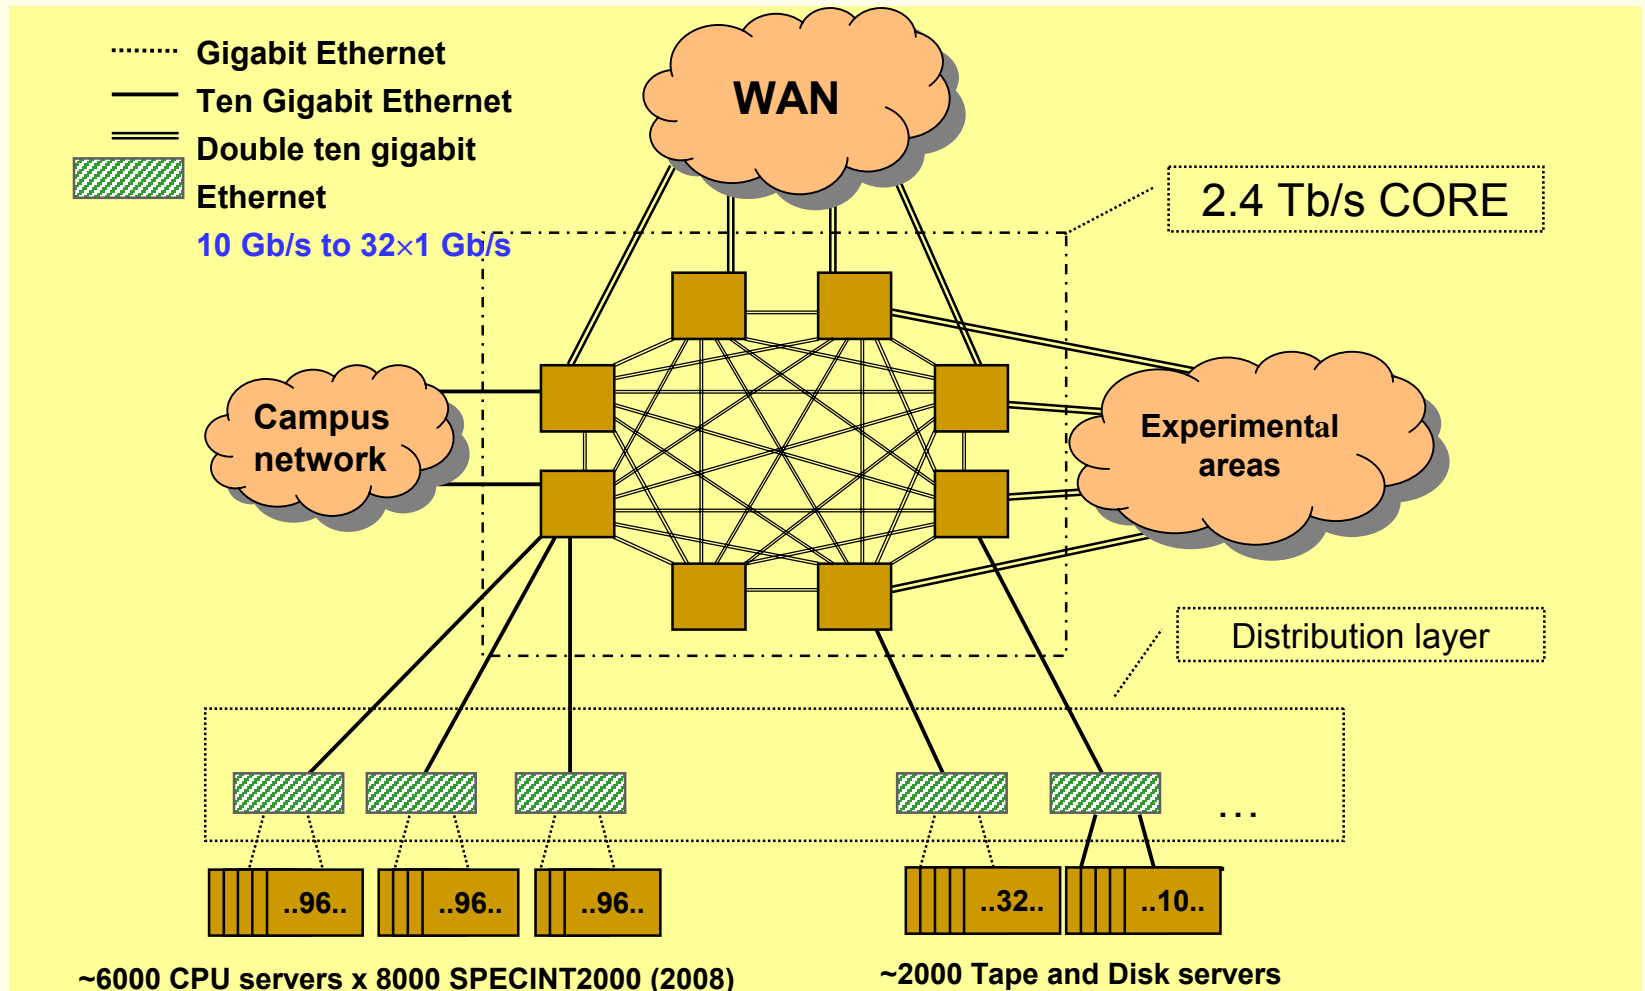 Gigabit Ethernet
Ten Gigabit Ethernet
Double ten gigabit
Ethernet
10 Gb/s to 32×1 Gb/s
WAN
2.4 Tb/s CORE
Campus
network
Experimental
areas
Distribution layer
...
..96..
..96..
..96..
..32..
..10..
~6000 CPU servers x 8000 SPECINT2000 (2008)
~2000 Tape and Disk servers